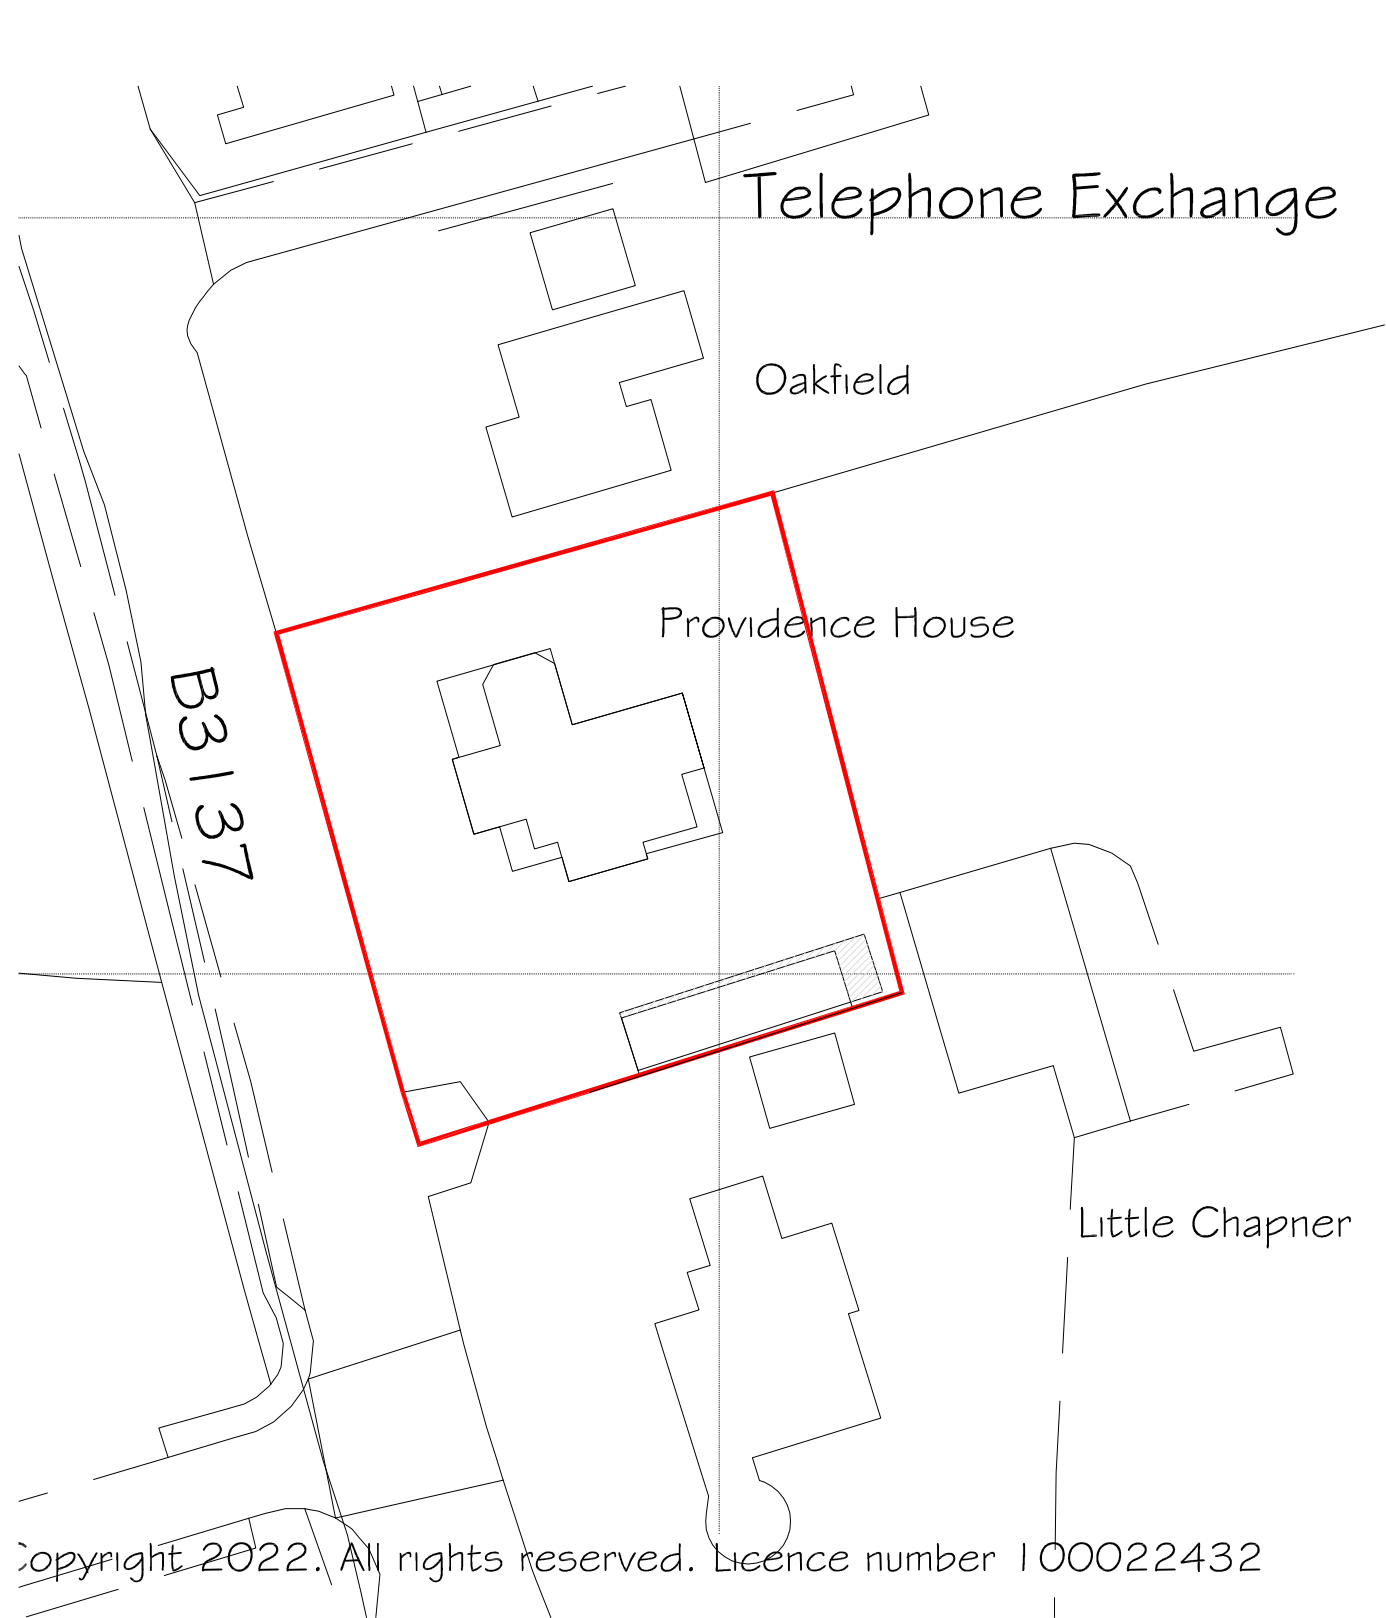 Telephone Exchange
Oakfield
Providence House
B3137
Little Chapner
Copyright 2022. All rights reserved. Licence number 100022432